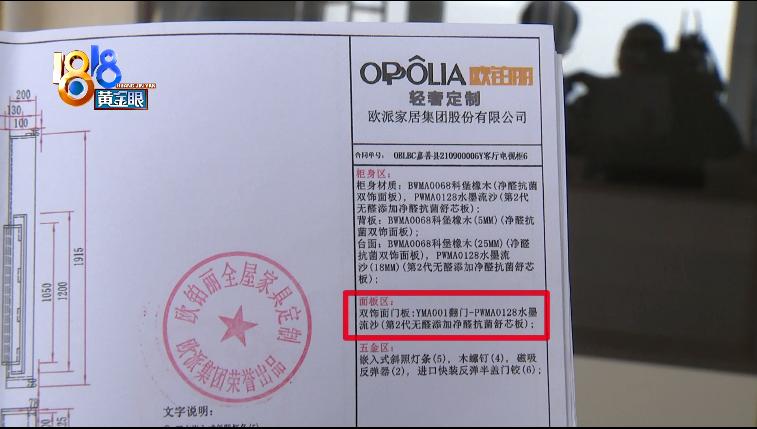 1818
HUANG JIN YAN
黄金眼
200
130
100
1050
1200
1915
OPPÔLIA 欧铂丽
轻奢定制
欧派家居集团股份有限公司
合同单号: OBLBC嘉善县210900006Y客厅电视柜6
柜身区:
柜身材质: BWMA0068科堡橡木(净醛抗菌
双饰面板), PWMA0128水墨流沙(第2代
无醛添加净醛抗菌舒芯板);
背板: BWMA0068科堡橡木(5MM)(净醛抗
菌双饰面板);
台面: BWMA0068科堡橡木(25MM)(净醛
抗菌双饰面板), PWMA0128水墨流
沙(18MM)(第2代无醛添加净醛抗菌舒芯
板);
面板区:
双饰面门板:YMA001翻门-PWMA0128水墨
流沙(第2代无醛添加净醛抗菌舒芯板);
五金区:
嵌入式斜照灯条(5), 木螺钉(4), 磁吸
反弹器(2), 进口快装反弹半盖门铰(6);
欧铂丽全屋家具定制
欧派集团荣誉出品
文字说明: